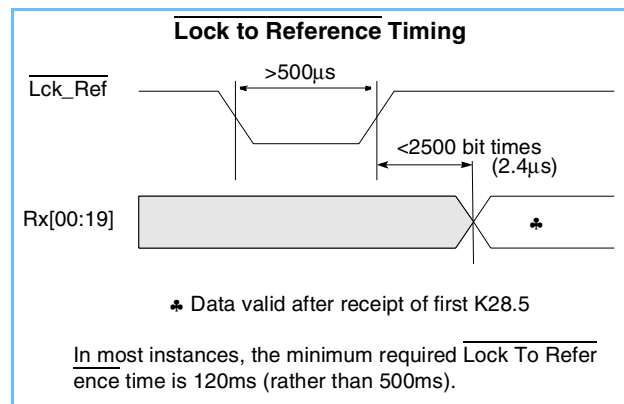 Lock to Reference Timing
>500μs
Lck_Ref
<2500 bit times
(2.4μs)
Rx[00:19]
♣
♣ Data valid after receipt of first K28.5
In most instances, the minimum required Lock To Refer
ence time is 120ms (rather than 500ms).